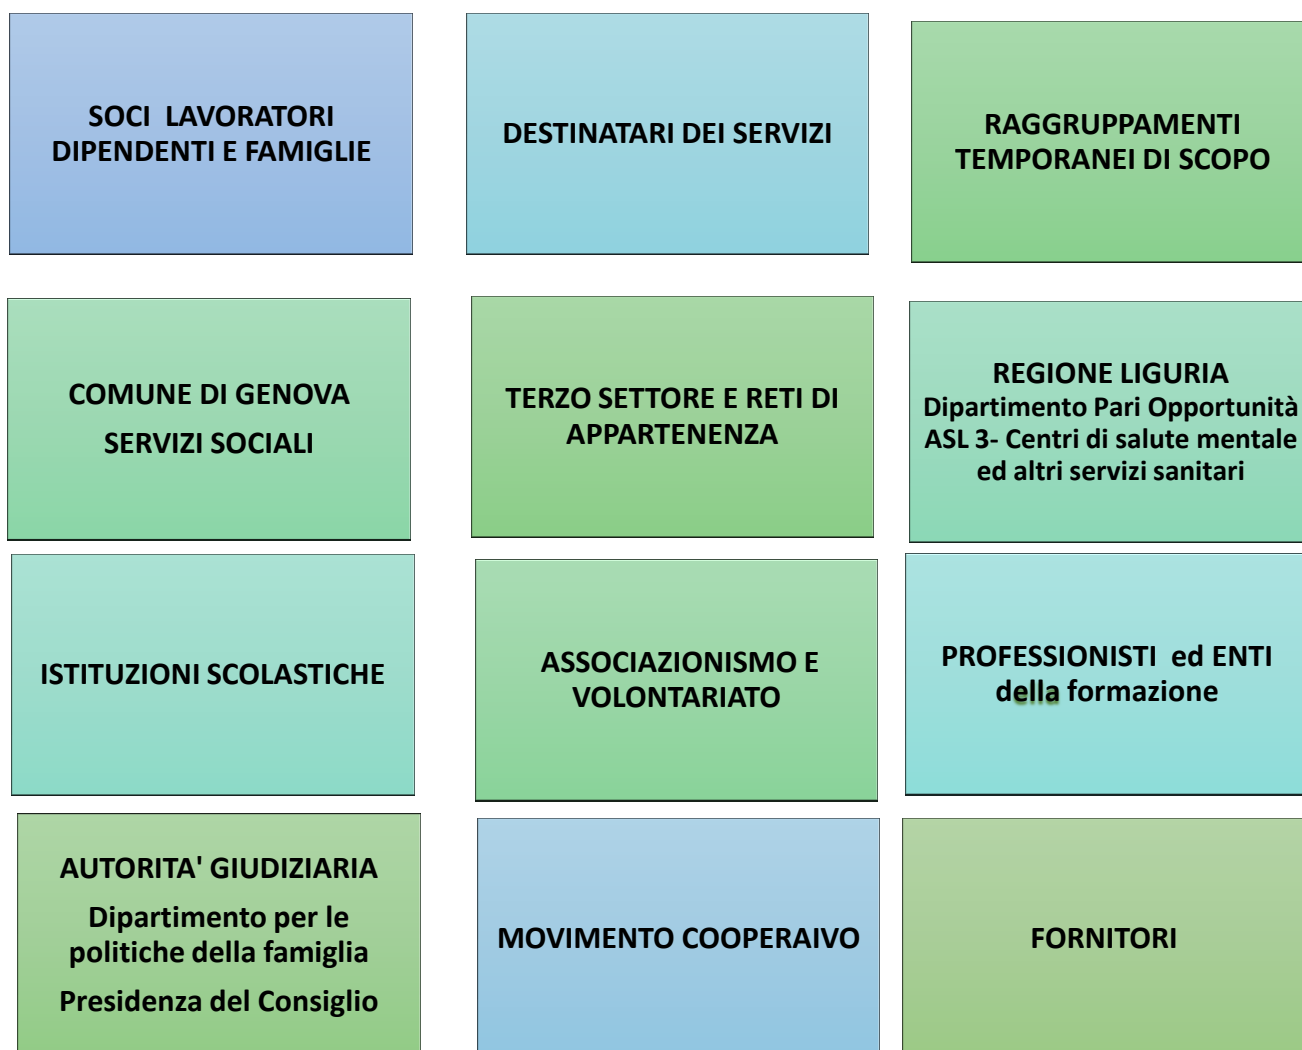 SOCI LAVORATORI
DIPENDENTI E FAMIGLIE
DESTINATARI DEI SERVIZI
RAGGRUPPAMENTI
TEMPORANEI DI SCOPO
COMUNE DI GENOVA
SERVIZI SOCIALI
TERZO SETTORE E RETI DI
APPARTENENZA
REGIONE LIGURIA
Dipartimento Pari Opportunità
ASL 3- Centri di salute mentale
ed altri servizi sanitari
ISTITUZIONI SCOLASTICHE
ASSOCIAZIONISMO E
VOLONTARIATO
PROFESSIONISTI ed ENTI
della formazione
AUTORITA' GIUDIZIARIA
Dipartimento per le
politiche della famiglia
Presidenza del Consiglio
MOVIMENTO COOPERAIVO
FORNITORI